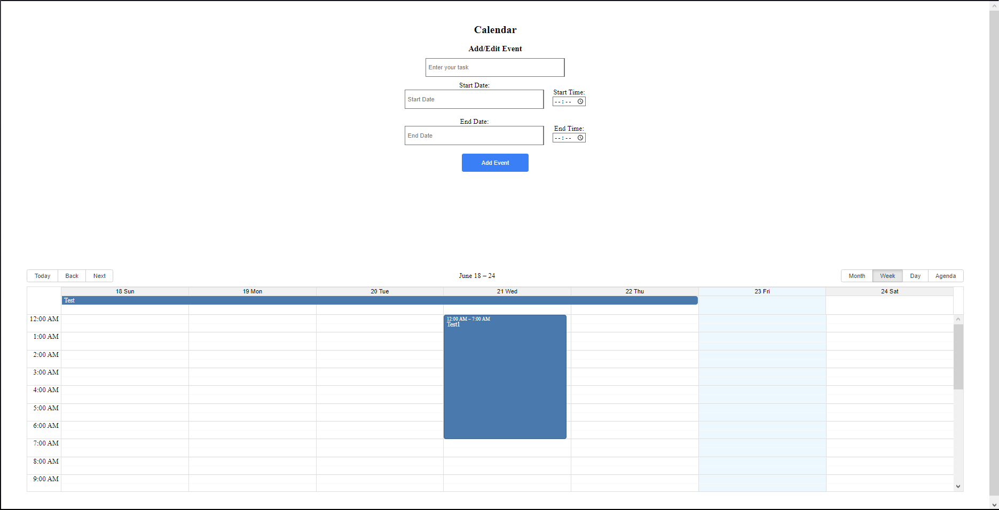 Calendar
Add/Edit Event
Enter your task
Start Date:
Start Time:
Start Date
--:--
End Date:
End Time:
End Date
--:--
Add Event
Today Back Next June 18 – 24 Month Week Day Agenda
18 Sun 19 Mon 20 Tue 21 Wed 22 Thu 23 Fri 24 Sat
Test
12:00 AM 12:00 AM – 7:00 AM
Test1
1:00 AM
2:00 AM
3:00 AM
4:00 AM
5:00 AM
6:00 AM
7:00 AM
8:00 AM
9:00 AM